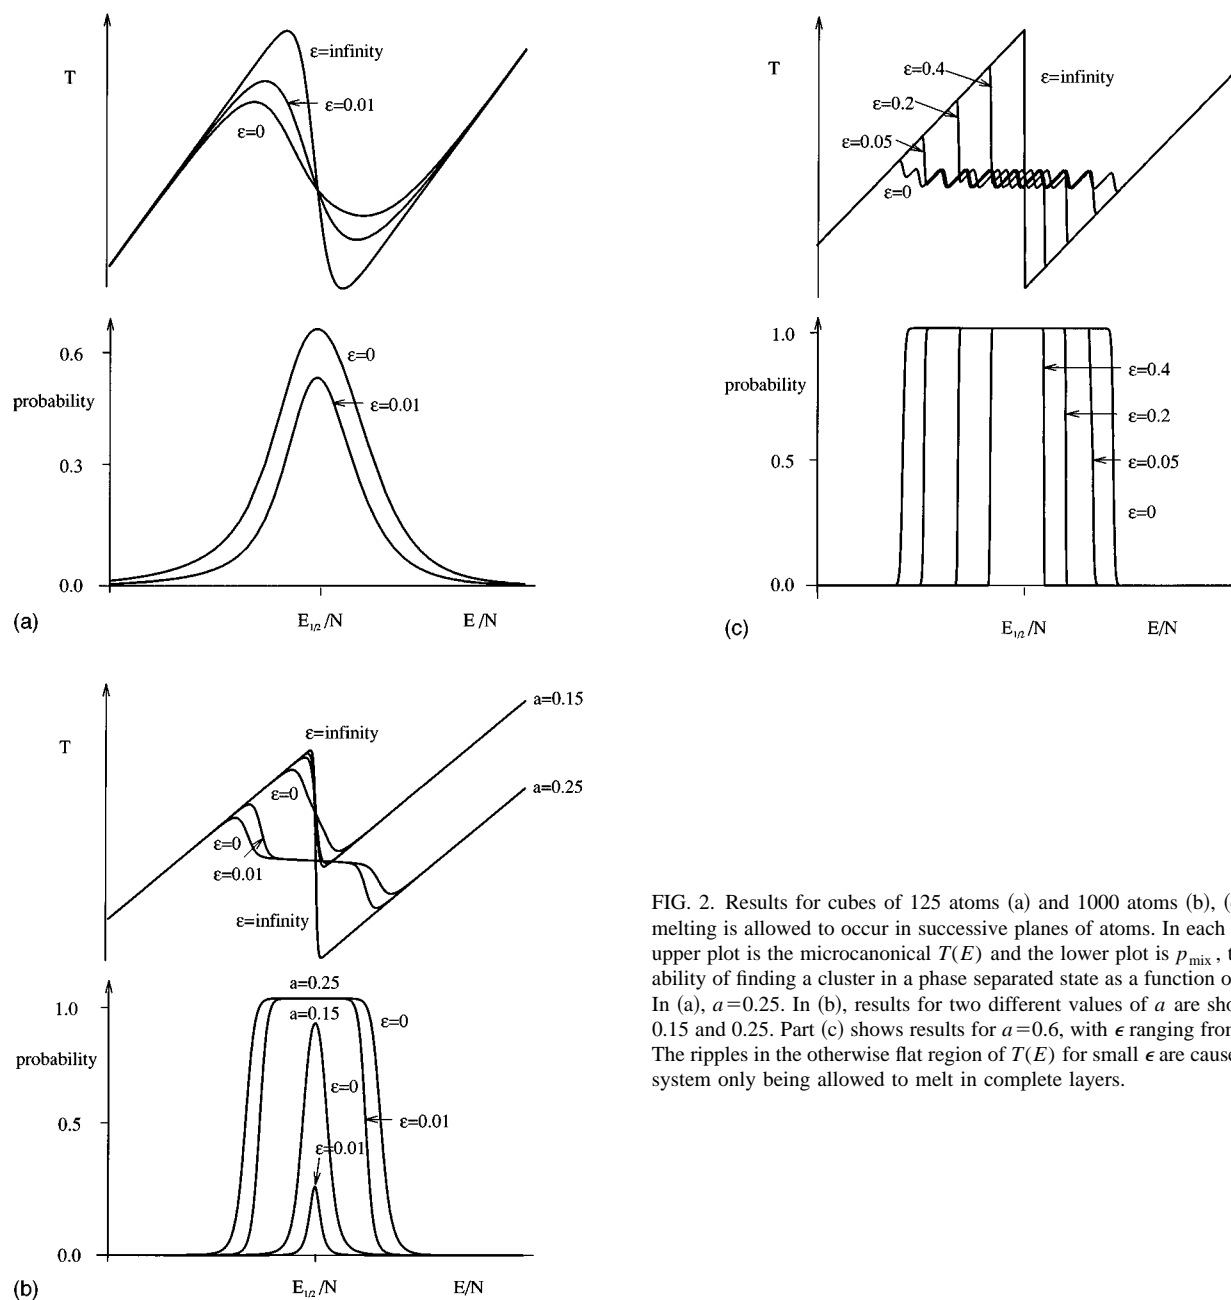 T
ε=infinity
ε=0.01
ε=0
0.6
ε=0
probability
ε=0.01
0.3
0.0
E1/2/N
E/N
(a)
T
ε=0.4
ε=infinity
ε=0.2
ε=0.05
ε=0
1.0
ε=0.4
probability
ε=0.2
0.5
ε=0.05
ε=0
0.0
E1/2/N
E/N
(c)
a=0.15
ε=infinity
T
a=0.25
ε=0
ε=0
ε=0.01
ε=infinity
a=0.25
1.0
a=0.15
ε=0
probability
ε=0
0.5
ε=0.01
ε=0.01
0.0
E1/2/N
E/N
(b)
FIG. 2. Results for cubes of 125 atoms (a) and 1000 atoms (b),
melting is allowed to occur in successive planes of atoms. In each
upper plot is the microcanonical T(E) and the lower plot is pmix,
ability of finding a cluster in a phase separated state as a function
In (a), a=0.25. In (b), results for two different values of a are
0.15 and 0.25. Part (c) shows results for a=0.6, with ϵ ranging from
The ripples in the otherwise flat region of T(E) for small ϵ are
system only being allowed to melt in complete layers.